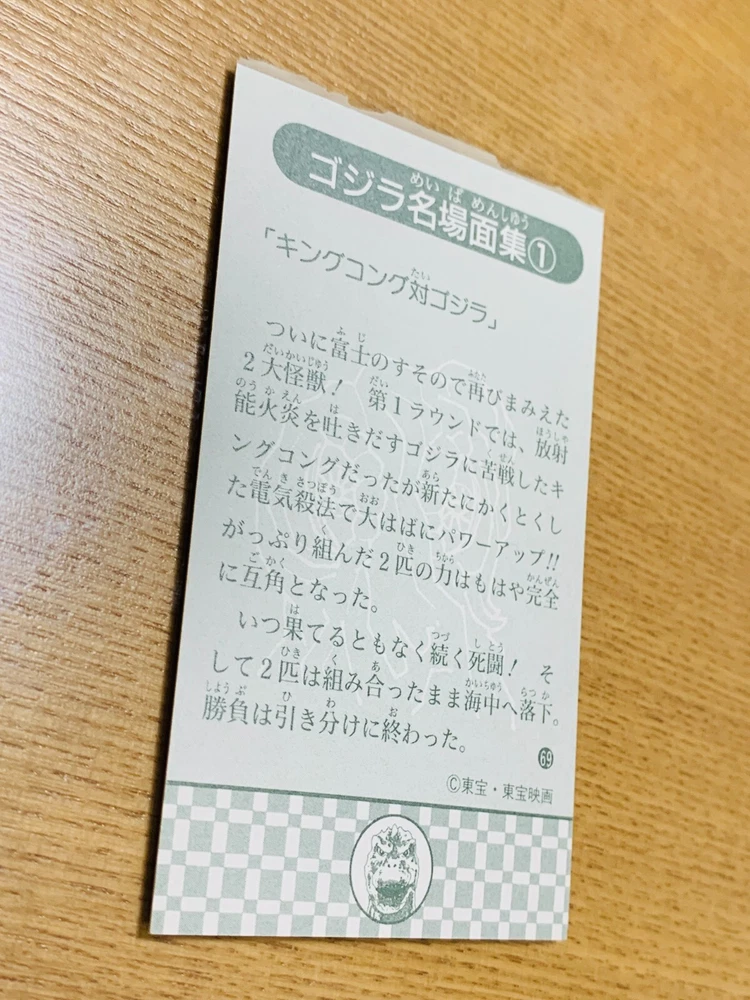 ゴジラ名場面集①
「キングコング対ゴジラ」
ついに富士のすそので再びまみえた
2大怪獣! 第1ラウンドでは、放射
能火炎を吐きだすゴジラに苦戦したキ
ングコングだったが新たにかくとくし
た電気殺法で大はばにパワーアップ!!
がっぷり組んだ2匹の力はもはや完全
に互角となった。
いつ果てるともなく続く死闘! そ
して2匹は組み合ったまま海中へ落下。
勝負は引き分けに終わった。
69
©東宝・東宝映画